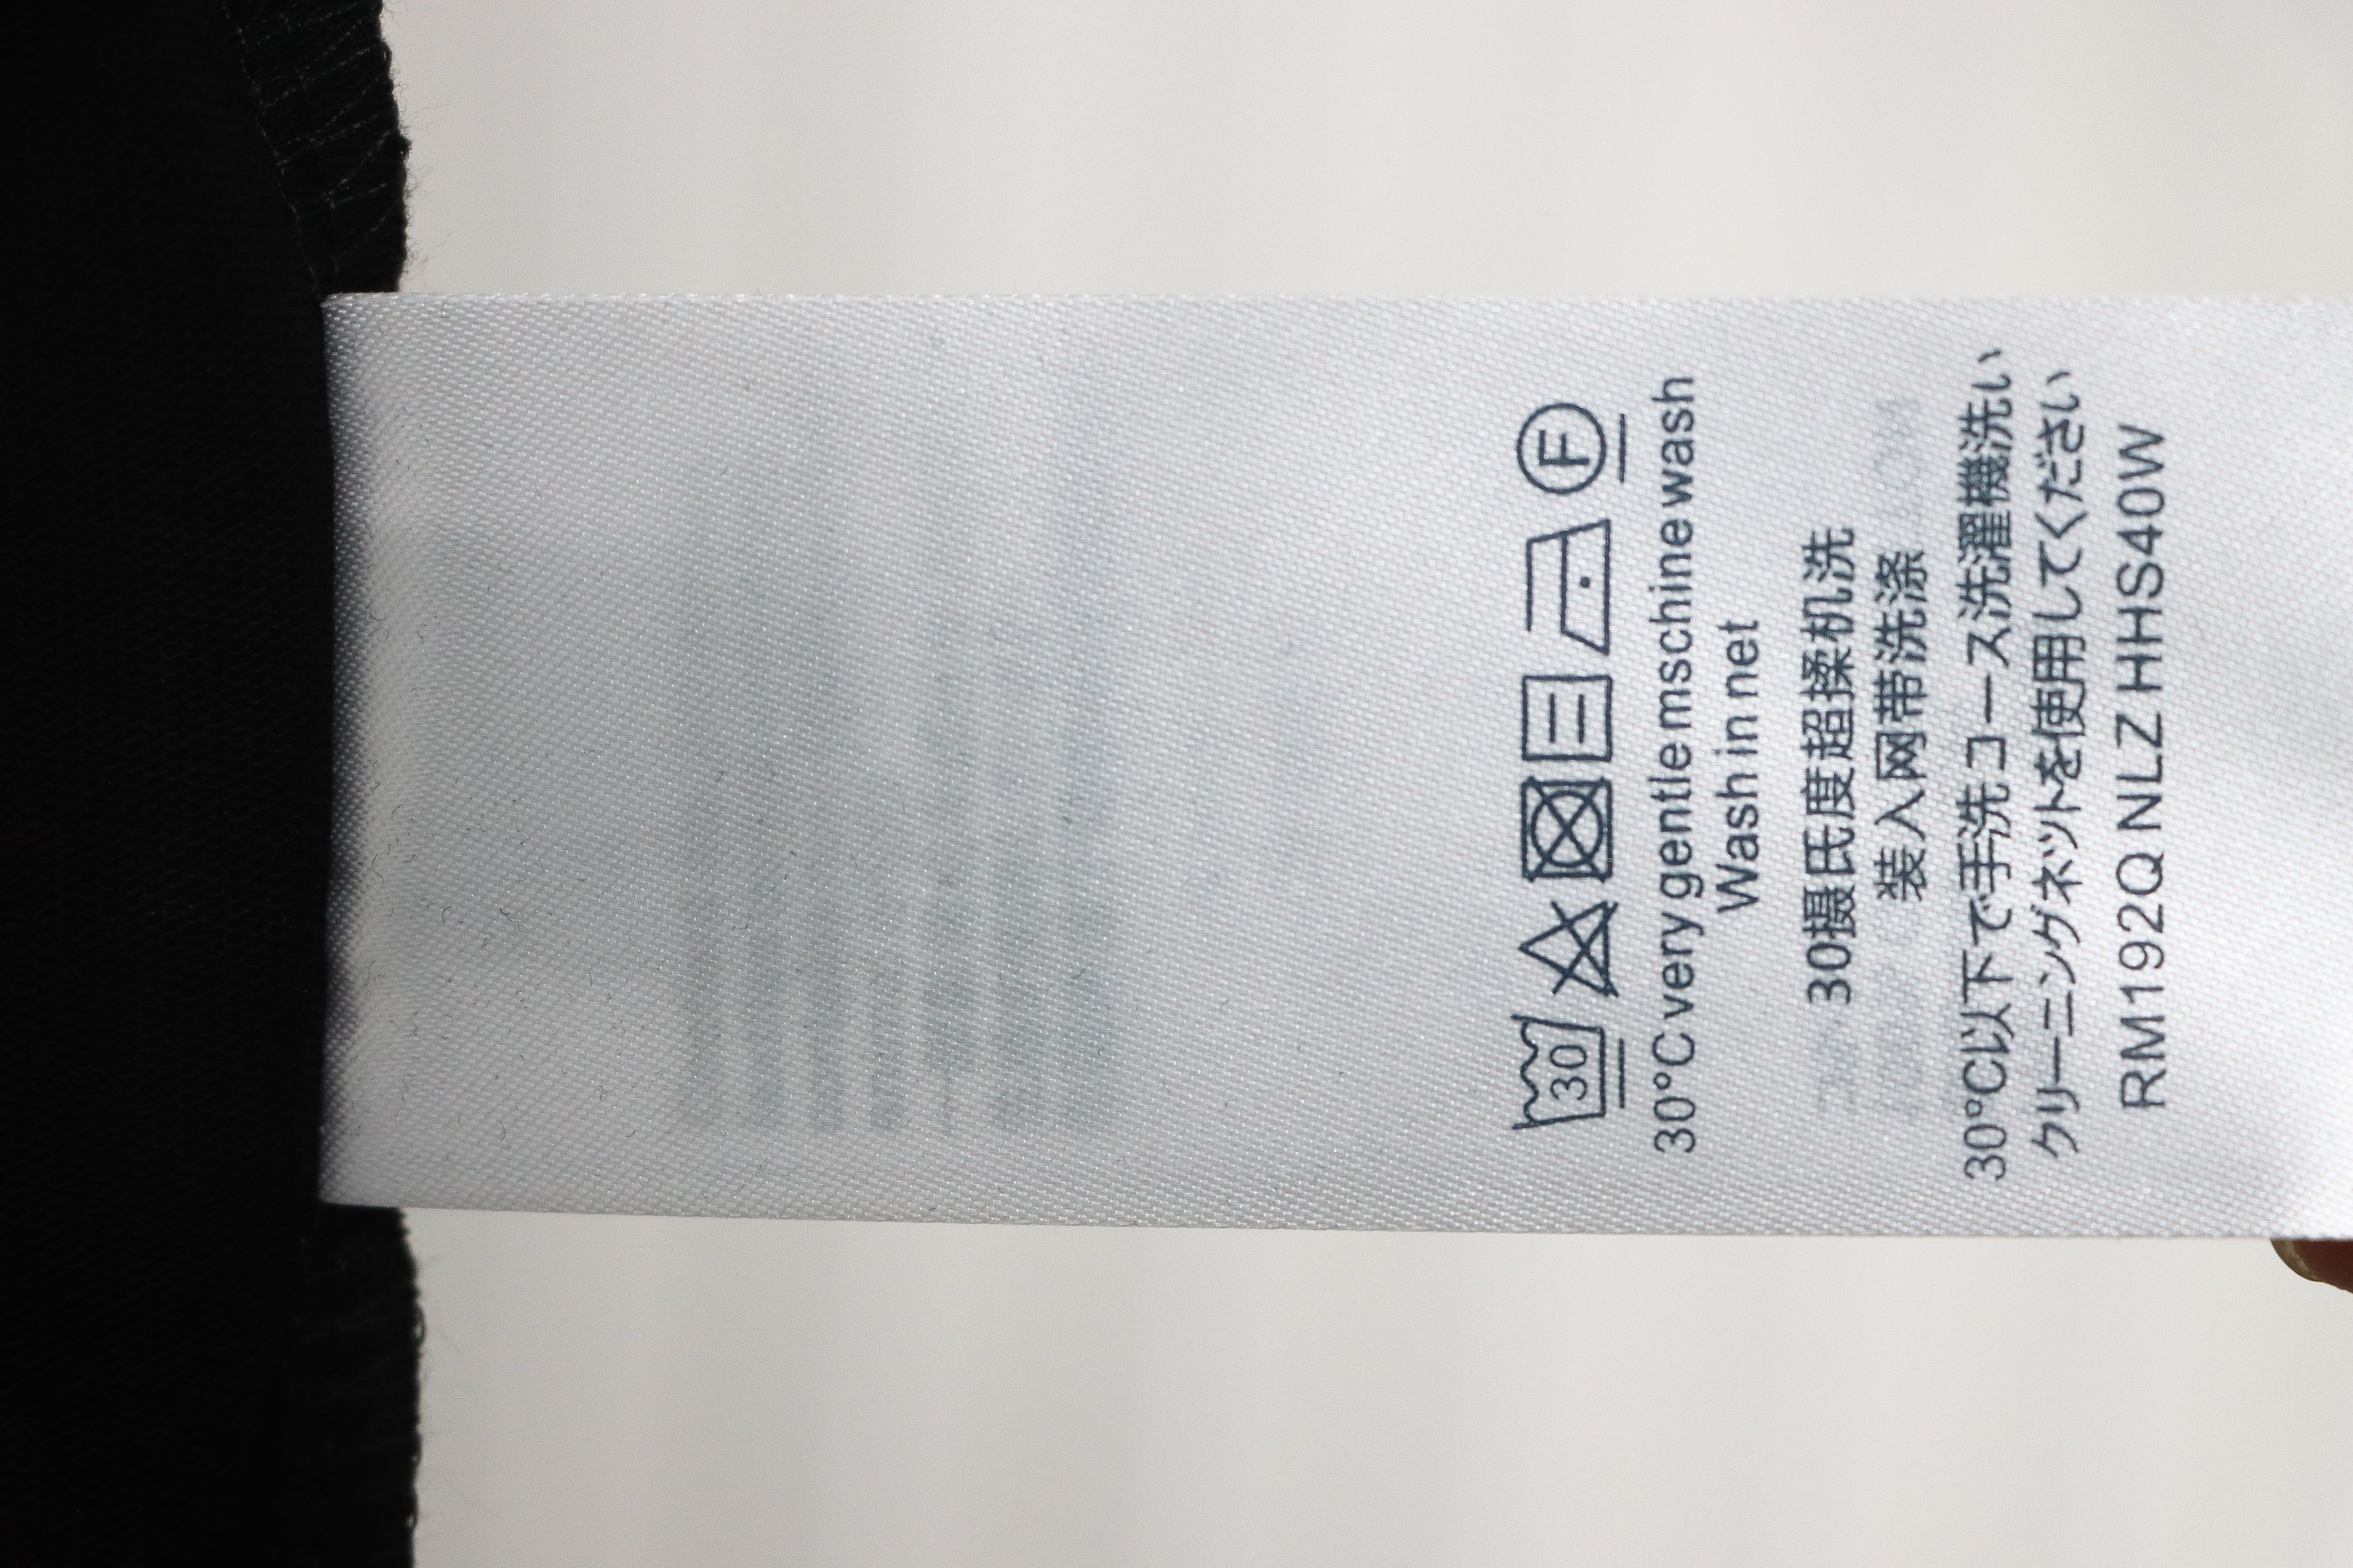 30 F
30°C very gentle mschine wash
Wash in net
30摄氏度超揉机洗
装入网带洗涤
30°C以下で手洗コース洗濯機洗い
クリーニングネットを使用してください
RM192Q NLZ HHS40W